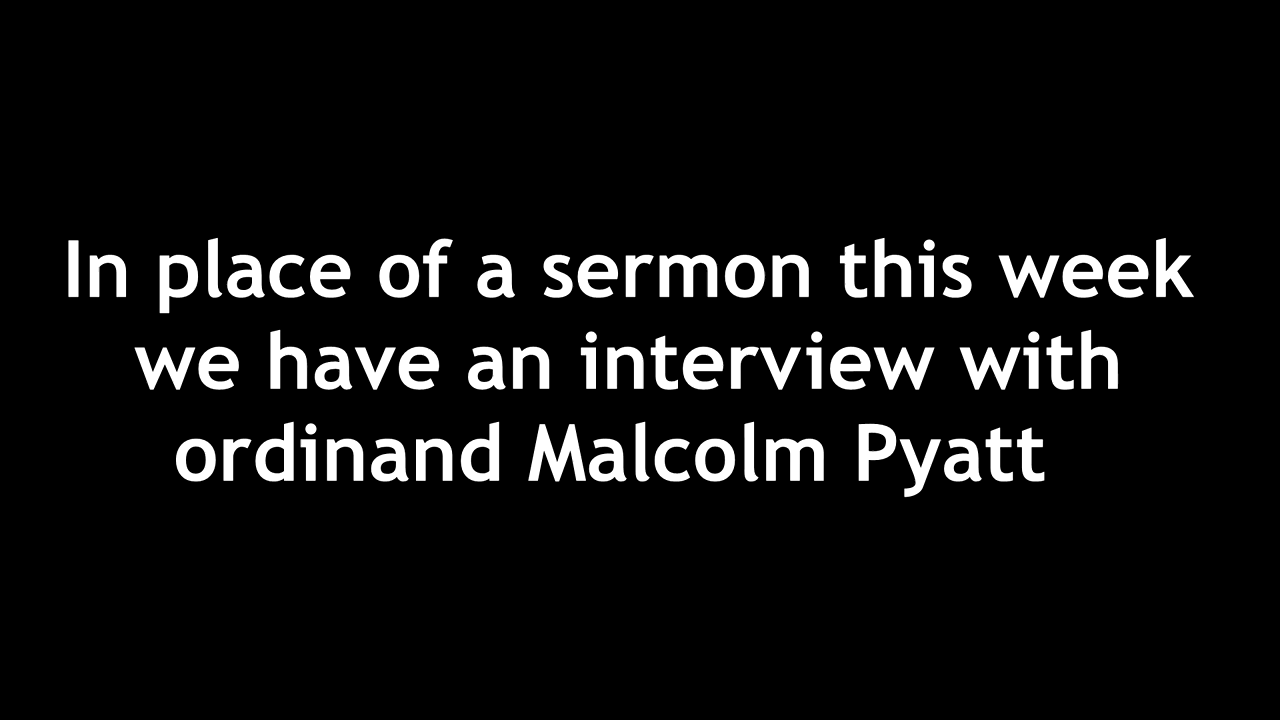 In place of a sermon this week
we have an interview with
ordinand Malcolm Pyatt